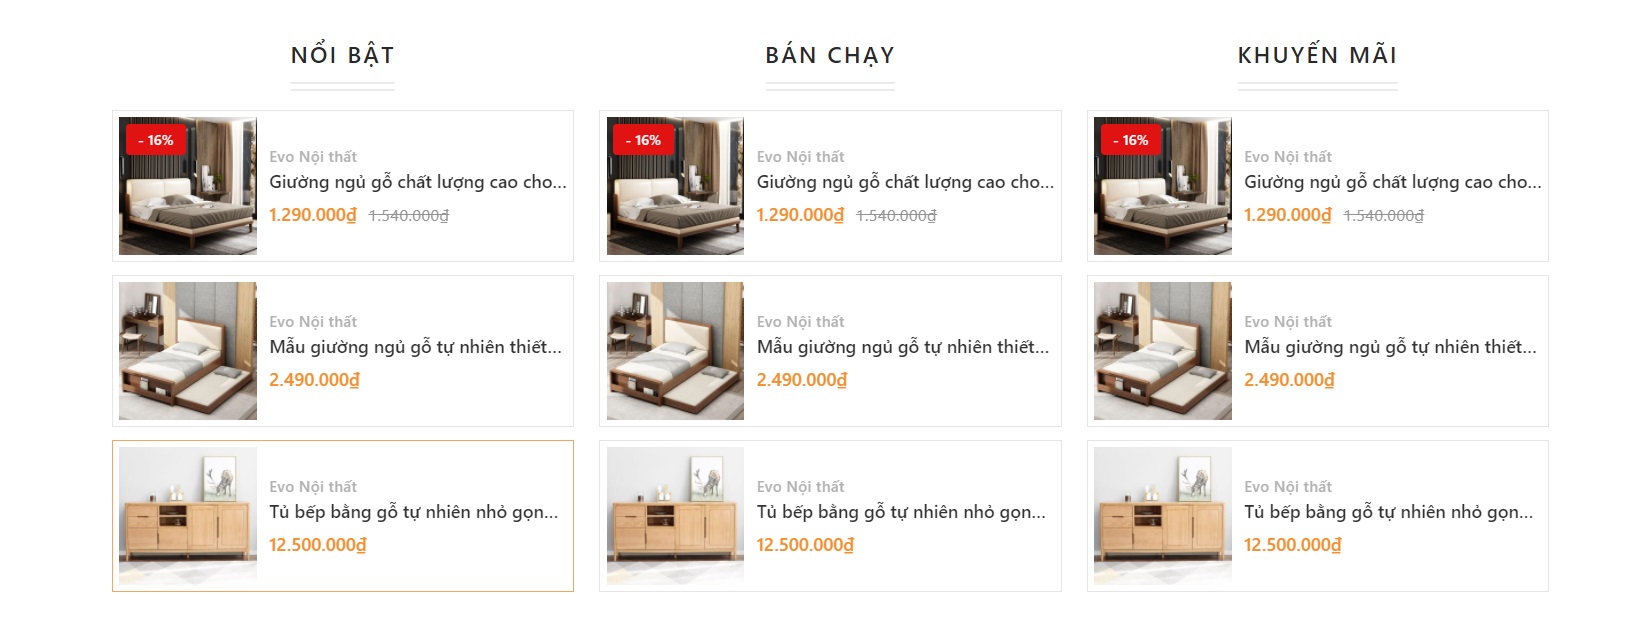 NỔI BẬT
- 16%
Evo Nội thất
Giường ngủ gỗ chất lượng cao cho...
1.290.000₫ 1.540.000₫
Evo Nội thất
Mẫu giường ngủ gỗ tự nhiên thiết...
2.490.000₫
Evo Nội thất
Tủ bếp bằng gỗ tự nhiên nhỏ gọn...
12.500.000₫
BÁN CHẠY
- 16%
Evo Nội thất
Giường ngủ gỗ chất lượng cao cho...
1.290.000₫ 1.540.000₫
Evo Nội thất
Mẫu giường ngủ gỗ tự nhiên thiết...
2.490.000₫
Evo Nội thất
Tủ bếp bằng gỗ tự nhiên nhỏ gọn...
12.500.000₫
KHUYẾN MÃI
- 16%
Evo Nội thất
Giường ngủ gỗ chất lượng cao cho...
1.290.000₫ 1.540.000₫
Evo Nội thất
Mẫu giường ngủ gỗ tự nhiên thiết...
2.490.000₫
Evo Nội thất
Tủ bếp bằng gỗ tự nhiên nhỏ gọn...
12.500.000₫